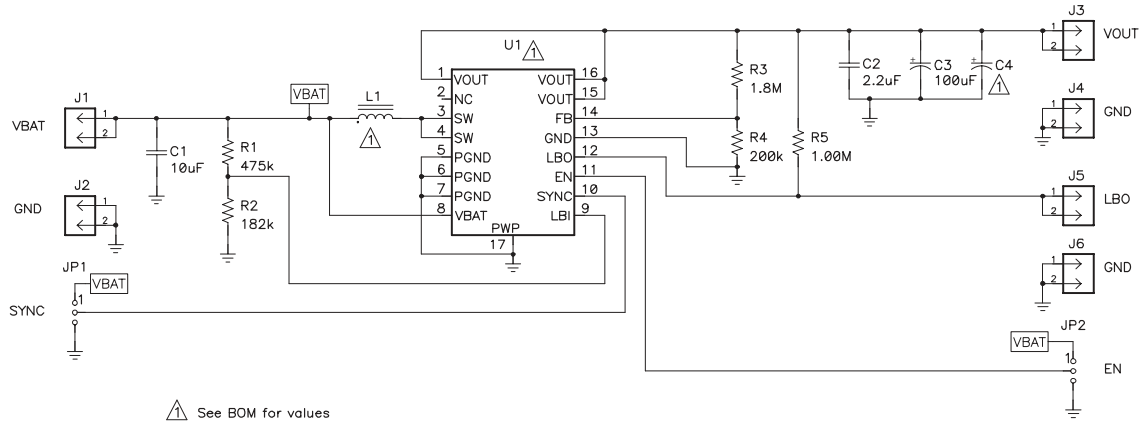 J1
VBAT
1
2
C1
10uF
J2
GND
1
2
R1
475k
R2
182k
VBAT
L1
1
U1
1
1 VOUT
2 NC
3 SW
4 SW
5 PGND
6 PGND
7 PGND
8 VBAT
VOUT 16
VOUT 15
FB 14
GND 13
LBO 12
EN 11
SYNC 10
LBI 9
PWP
17
R3
1.8M
R4
200k
R5
1.00M
C2
2.2uF
C3
100uF
C4
1
+
+
J3
VOUT
1
2
J4
GND
1
2
J5
LBO
1
2
J6
GND
1
2
JP1
VBAT
SYNC
1
JP2
VBAT
1
EN
1 See BOM for values